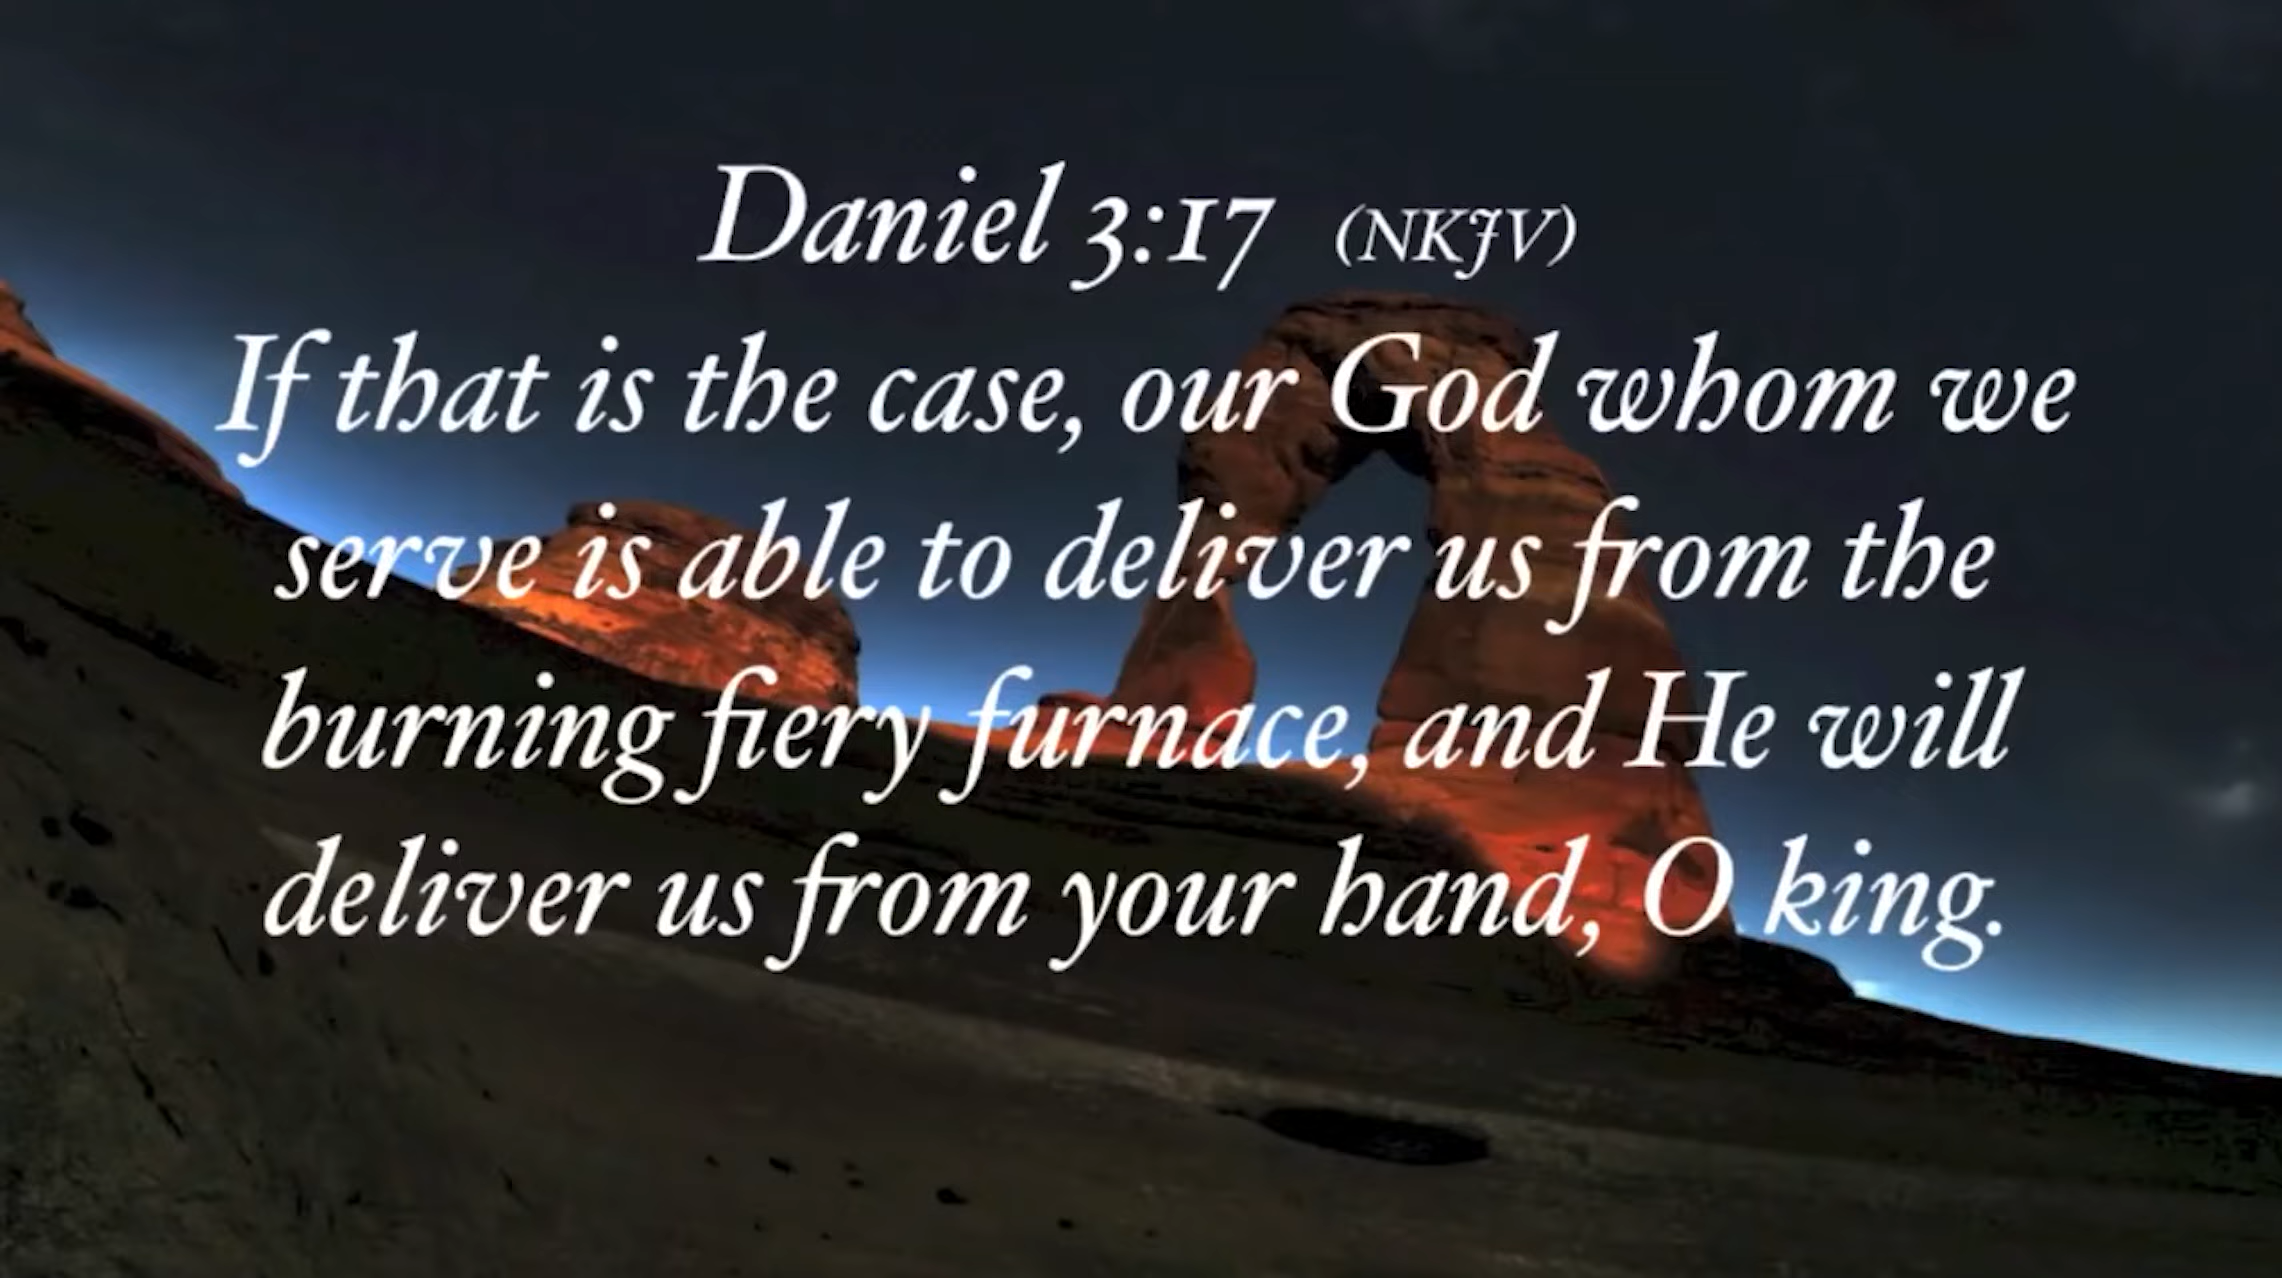 Daniel 3:17 (NKJV)
If that is the case, our God whom we
serve is able to deliver us from the
burning fiery furnace, and He will
deliver us from your hand, O king.